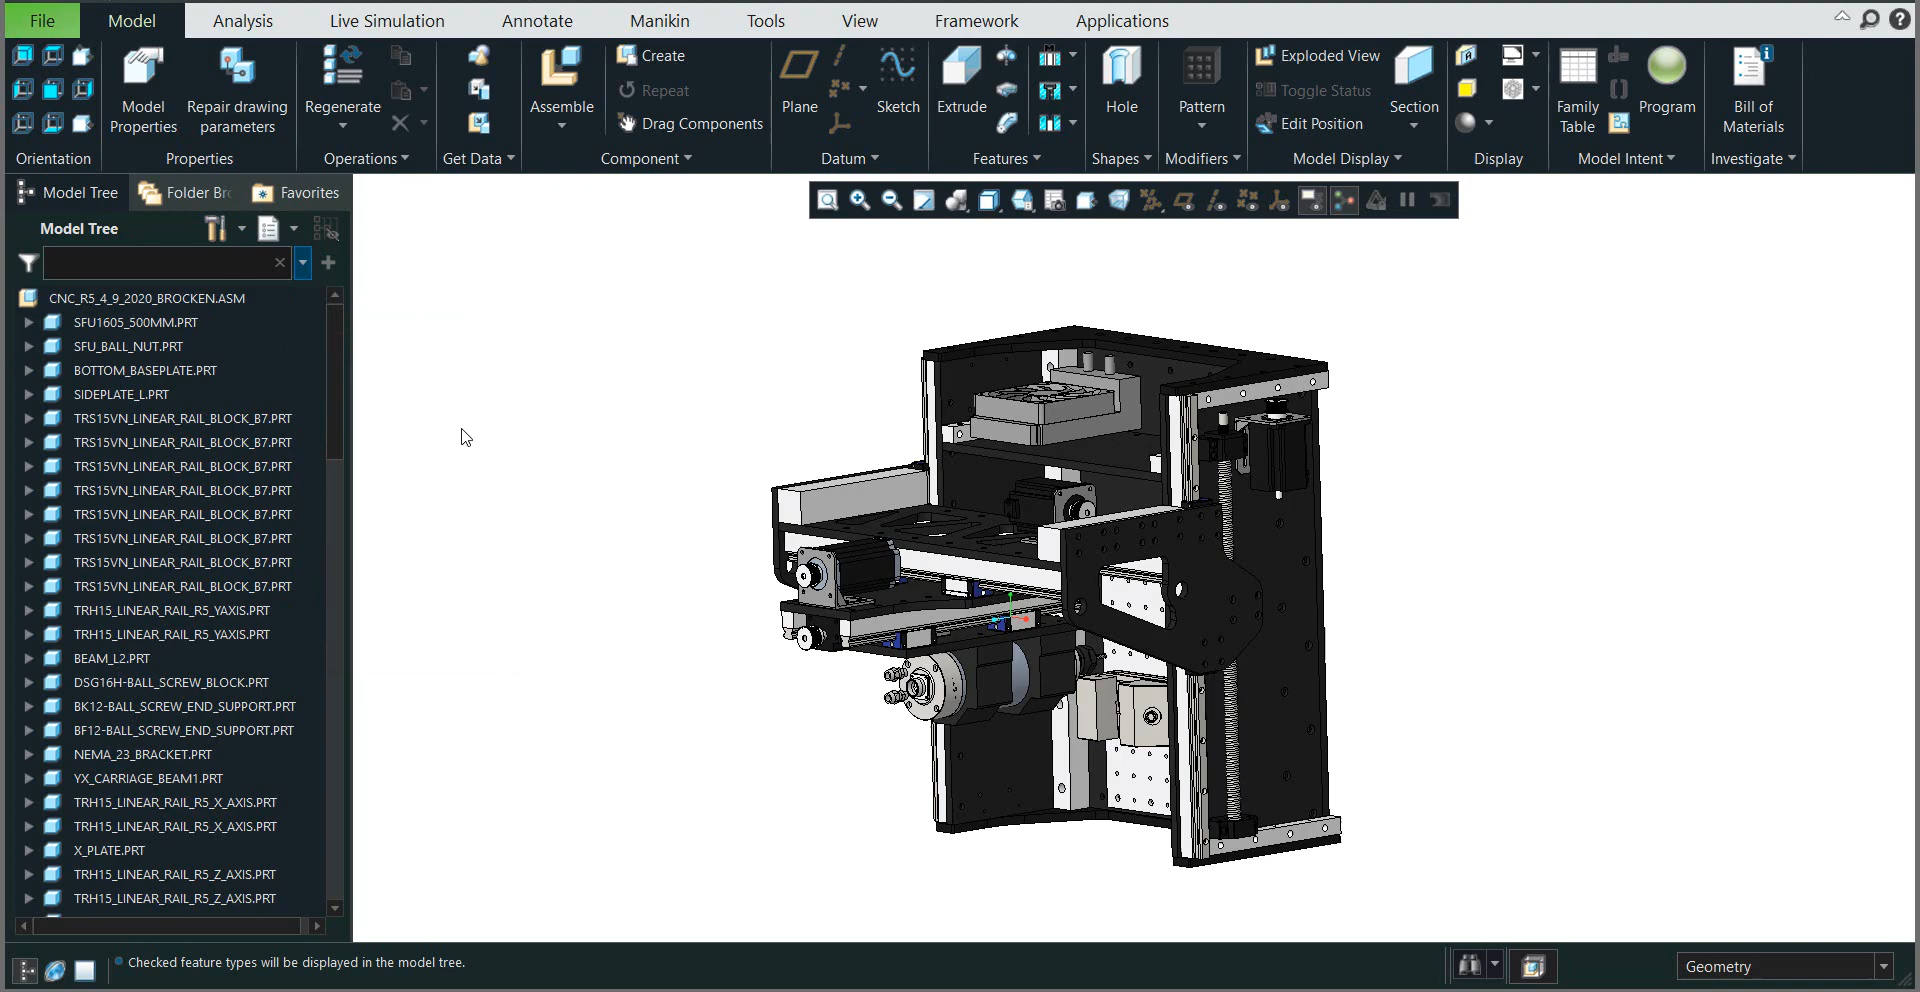 File Model Analysis Live Simulation Annotate Manikin Tools View Framework Applications
Model Properties
Repair drawing parameters
Regenerate
Assemble
Create
Repeat
Drag Components
Plane
Sketch
Extrude
Hole
Pattern
Exploded View
Toggle Status
Edit Position
Section
Family Table
Program
Bill of Materials
Orientation Properties Operations Get Data Component Datum Features Shapes Modifiers Model Display Display Model Intent Investigate
Model Tree Folder Brc Favorites
Model Tree
CNC_R5_4_9_2020_BROCKEN.ASM
SFU1605_500MM.PRT
SFU_BALL_NUT.PRT
BOTTOM_BASEPLATE.PRT
SIDEPLATE_L.PRT
TRS15VN_LINEAR_RAIL_BLOCK_B7.PRT
TRS15VN_LINEAR_RAIL_BLOCK_B7.PRT
TRS15VN_LINEAR_RAIL_BLOCK_B7.PRT
TRS15VN_LINEAR_RAIL_BLOCK_B7.PRT
TRS15VN_LINEAR_RAIL_BLOCK_B7.PRT
TRS15VN_LINEAR_RAIL_BLOCK_B7.PRT
TRS15VN_LINEAR_RAIL_BLOCK_B7.PRT
TRS15VN_LINEAR_RAIL_BLOCK_B7.PRT
TRH15_LINEAR_RAIL_R5_YAXIS.PRT
TRH15_LINEAR_RAIL_R5_YAXIS.PRT
BEAM_L2.PRT
DSG16H-BALL_SCREW_BLOCK.PRT
BK12-BALL_SCREW_END_SUPPORT.PRT
BF12-BALL_SCREW_END_SUPPORT.PRT
NEMA_23_BRACKET.PRT
YX_CARRIAGE_BEAM1.PRT
TRH15_LINEAR_RAIL_R5_X_AXIS.PRT
TRH15_LINEAR_RAIL_R5_X_AXIS.PRT
X_PLATE.PRT
TRH15_LINEAR_RAIL_R5_Z_AXIS.PRT
TRH15_LINEAR_RAIL_R5_Z_AXIS.PRT
Checked feature types will be displayed in the model tree.
Geometry